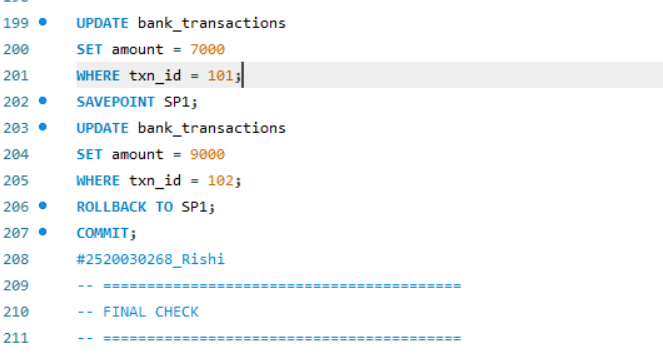 199 UPDATE bank_transactions
200 SET amount = 7000
201 WHERE txn_id = 101;
202 SAVEPOINT SP1;
203 UPDATE bank_transactions
204 SET amount = 9000
205 WHERE txn_id = 102;
206 ROLLBACK TO SP1;
207 COMMIT;
208 #2520030268_Rishi
209 -- =========================================
210 -- FINAL CHECK
211 -- =========================================